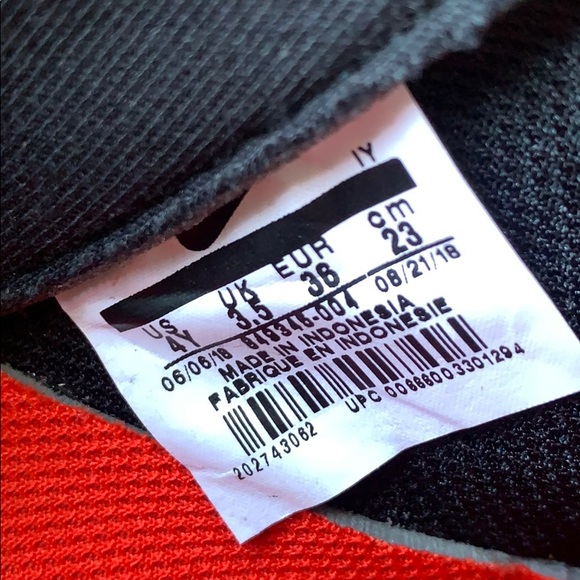 IY
US UK EUR cm
4Y 3.5 36 23
06/06/18 08/21/18
MADE IN INDONESIA
FABRIQUE EN INDONESIE
202743062
UPC 00888003301294